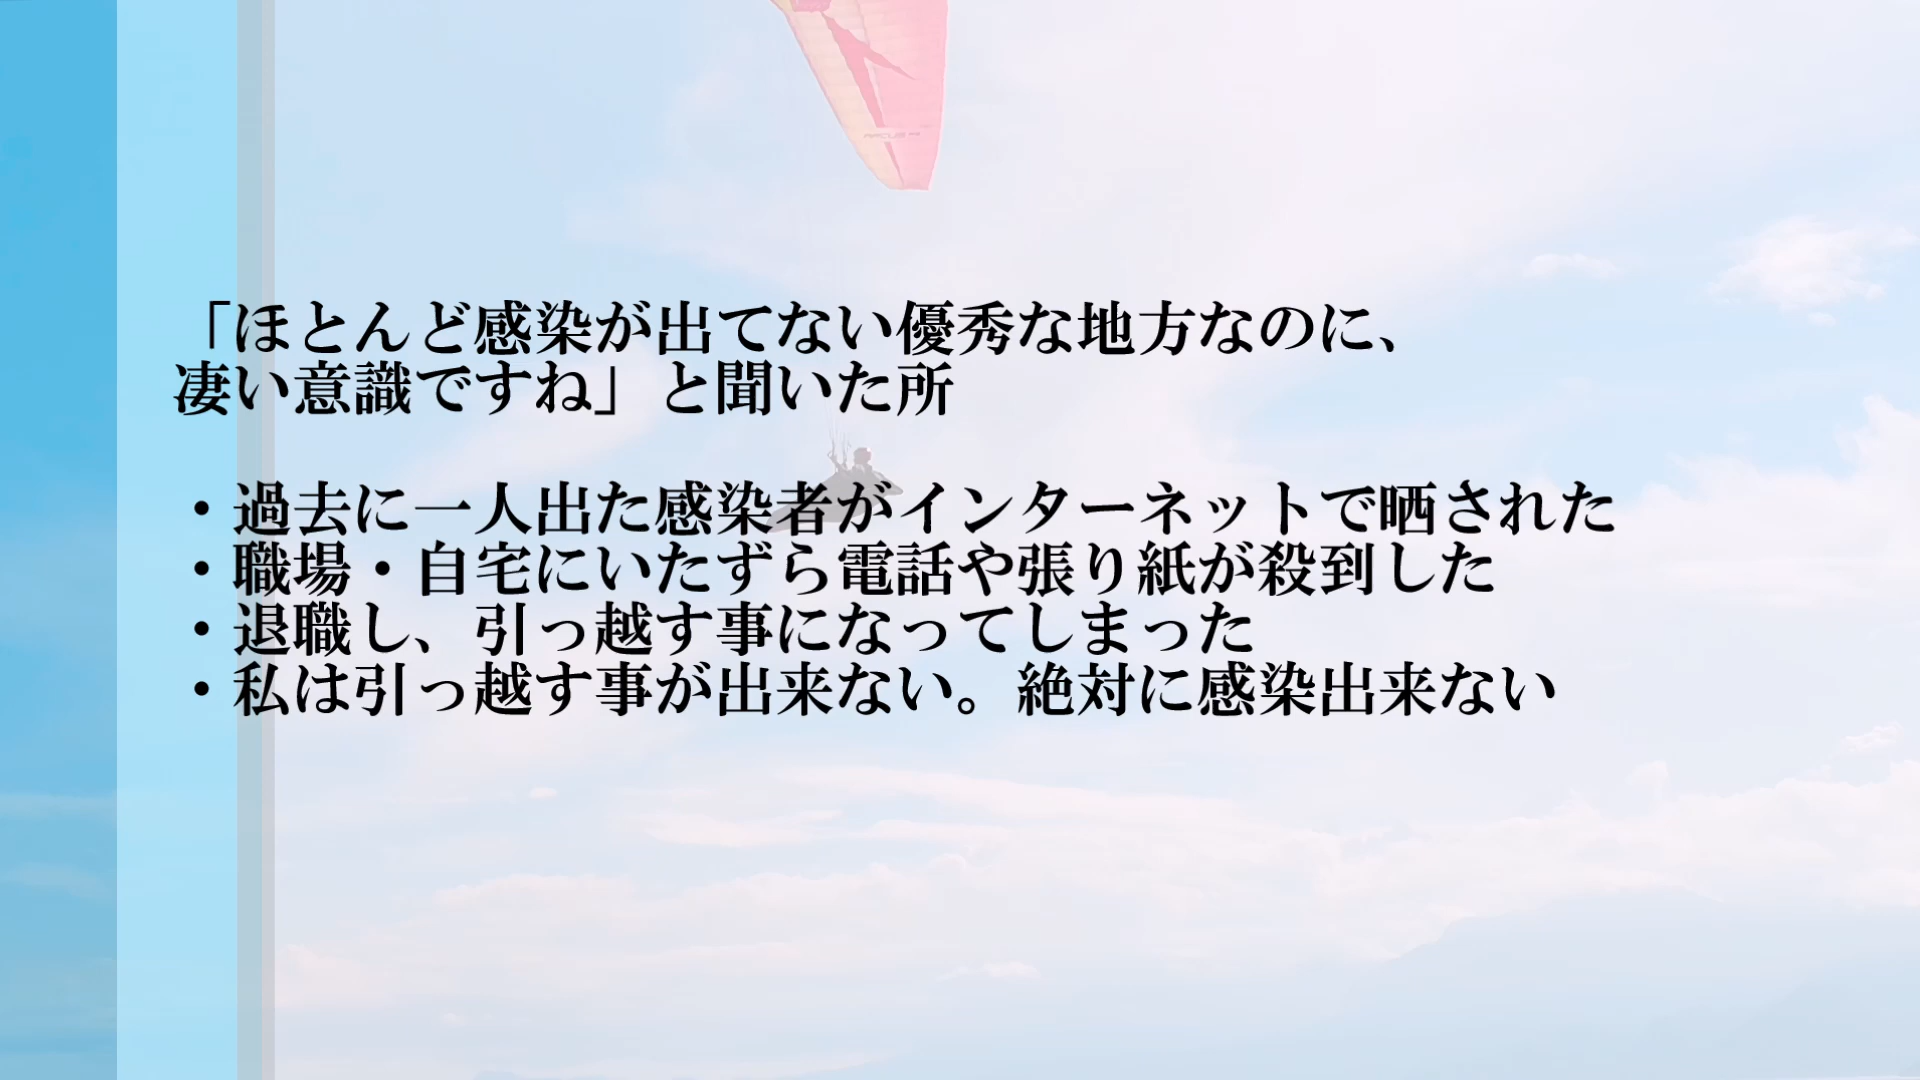 「ほとんど感染が出てない優秀な地方なのに、
凄い意識ですね」と聞いた所
・過去に一人出た感染者がインターネットで晒された
・職場・自宅にいたずら電話や張り紙が殺到した
・退職し、引っ越す事になってしまった
・私は引っ越す事が出来ない。絶対に感染出来ない